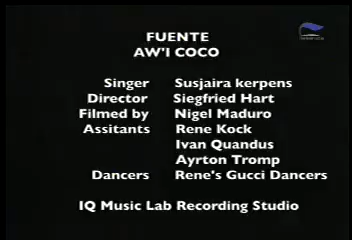 FUENTE
AW'I COCO
Singer Susjaira kerpens
Director Siegfried Hart
Filmed by Nigel Maduro
Assitants Rene Kock
Ivan Quandus
Ayrton Tromp
Dancers Rene's Gucci Dancers
IQ Music Lab Recording Studio